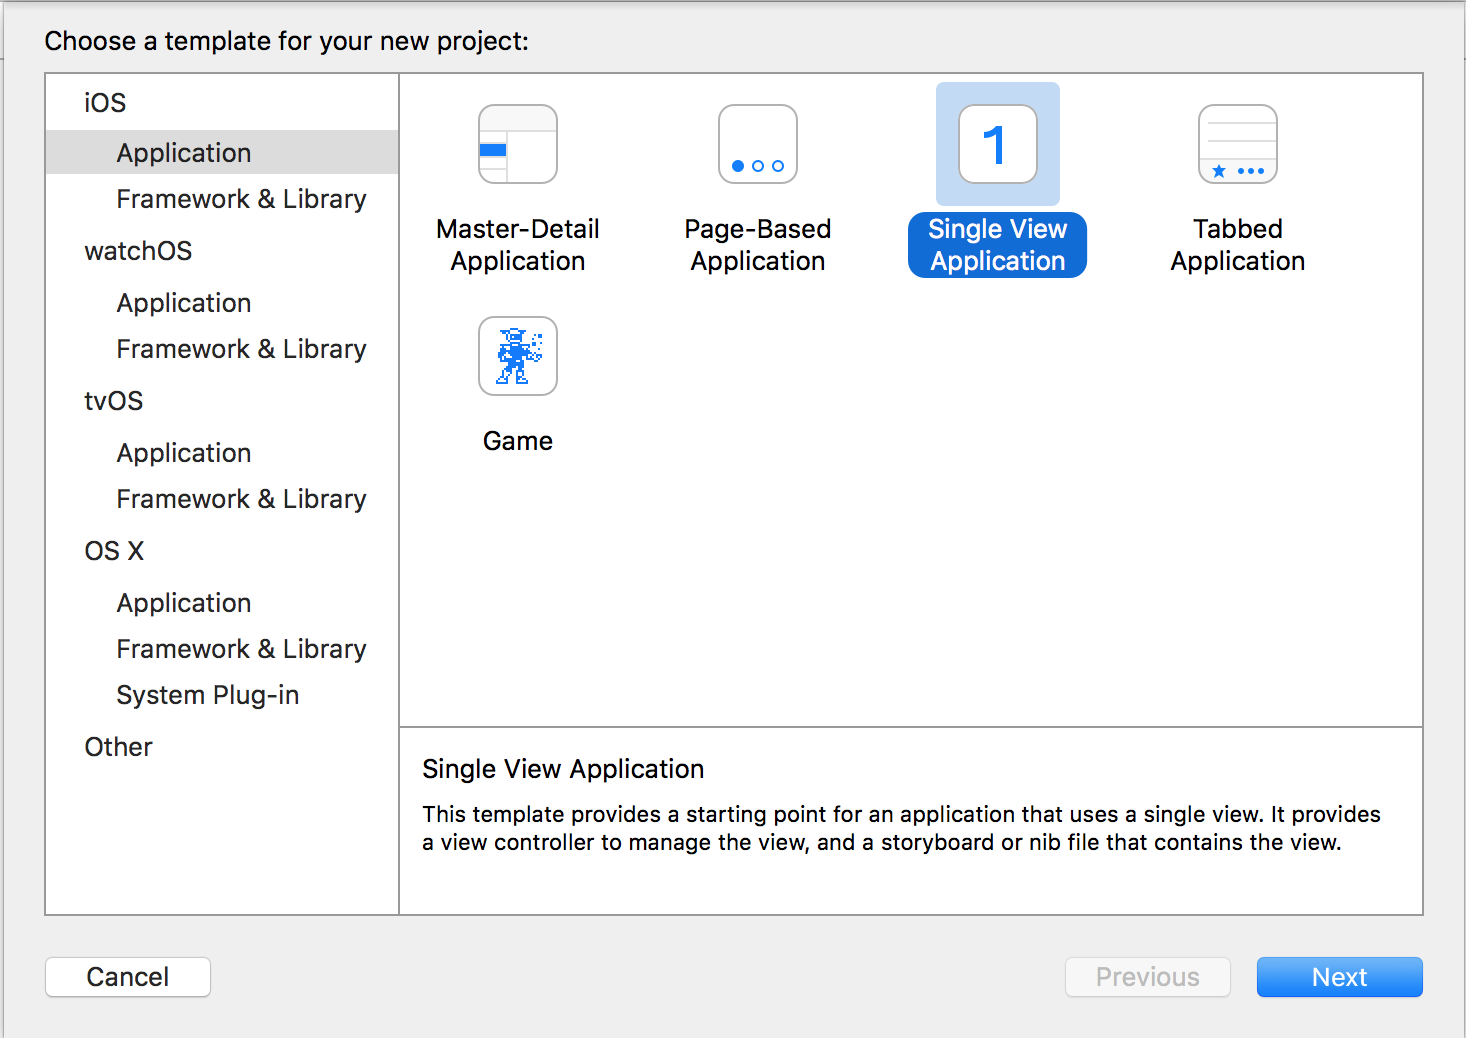 Choose a template for your new project:
iOS
Application
Framework & Library
watchOS
Application
Framework & Library
tvOS
Application
Framework & Library
OS X
Application
Framework & Library
System Plug-in
Other
Master-Detail
Application
Page-Based
Application
1
Single View
Application
Tabbed
Application
Game
Single View Application
This template provides a starting point for an application that uses a single view. It provides
a view controller to manage the view, and a storyboard or nib file that contains the view.
Cancel
Previous
Next